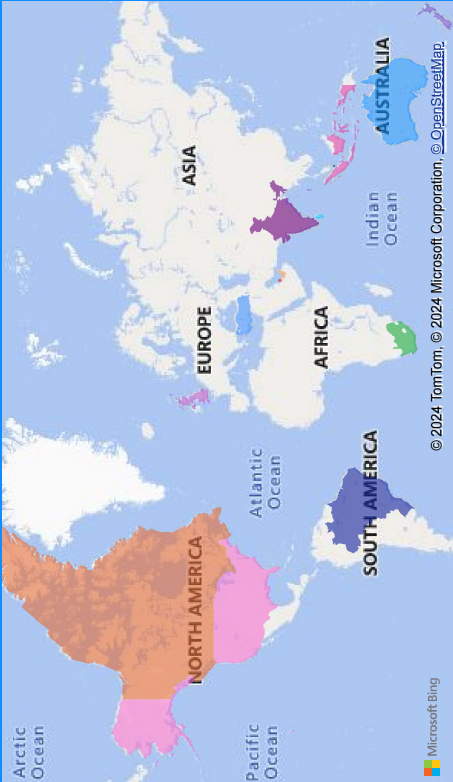 Arctic
Ocean
NORTH AMERICA
Pacific
Ocean
Atlantic
Ocean
SOUTH AMERICA
EUROPE
AFRICA
ASIA
Indian
Ocean
AUSTRALIA
Microsoft Bing
© 2024 TomTom, © 2024 Microsoft Corporation, © OpenStreetMap